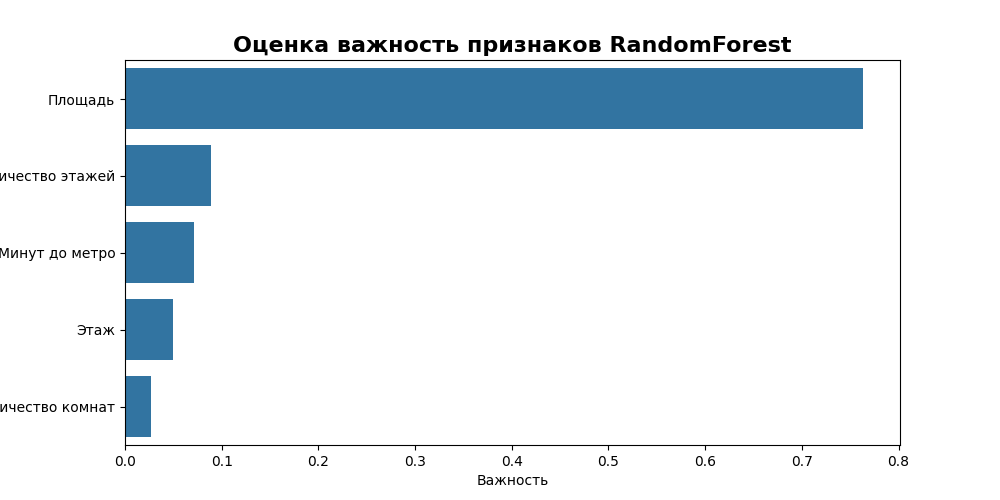 Оценка важность признаков RandomForest
Площадь
ичество этажей
Минут до метро
Этаж
ичество комнат
0.0 0.1 0.2 0.3 0.4 0.5 0.6 0.7 0.8
Важность